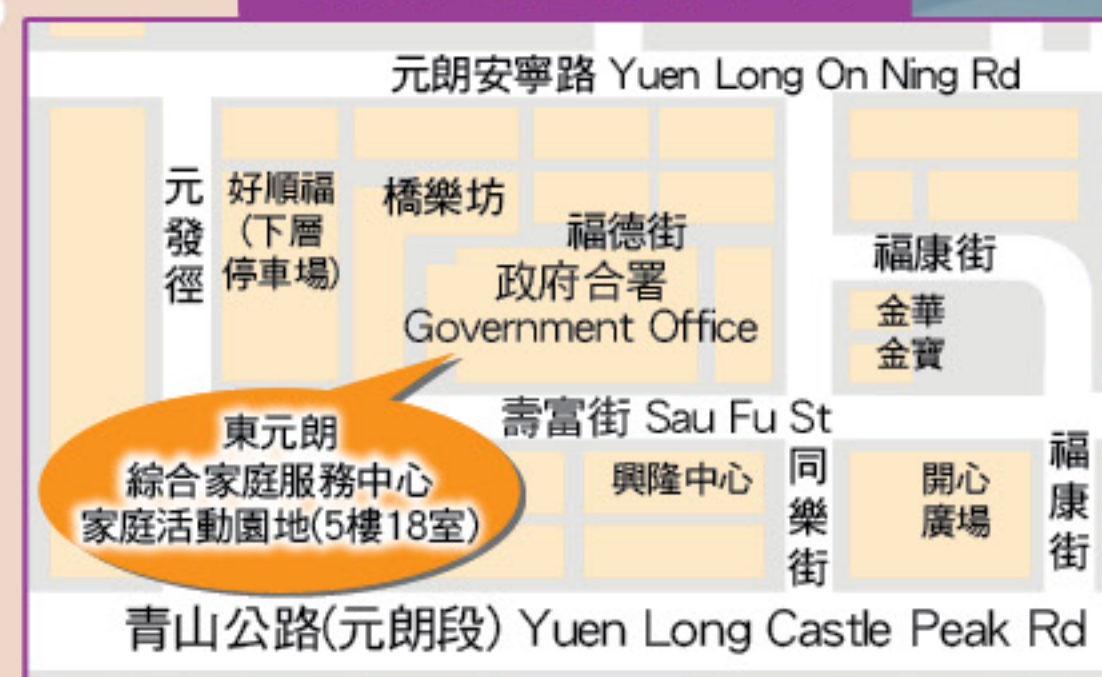 元朗安寧路 Yuen Long On Ning Rd
元發徑
好順福
(下層
停車場)
橋樂坊
福德街
政府合署
Government Office
福康街
金華
金寶
東元朗
綜合家庭服務中心
家庭活動園地(5樓18室)
壽富街 Sau Fu St
興隆中心
同樂街
開心
廣場
福康街
青山公路(元朗段) Yuen Long Castle Peak Rd